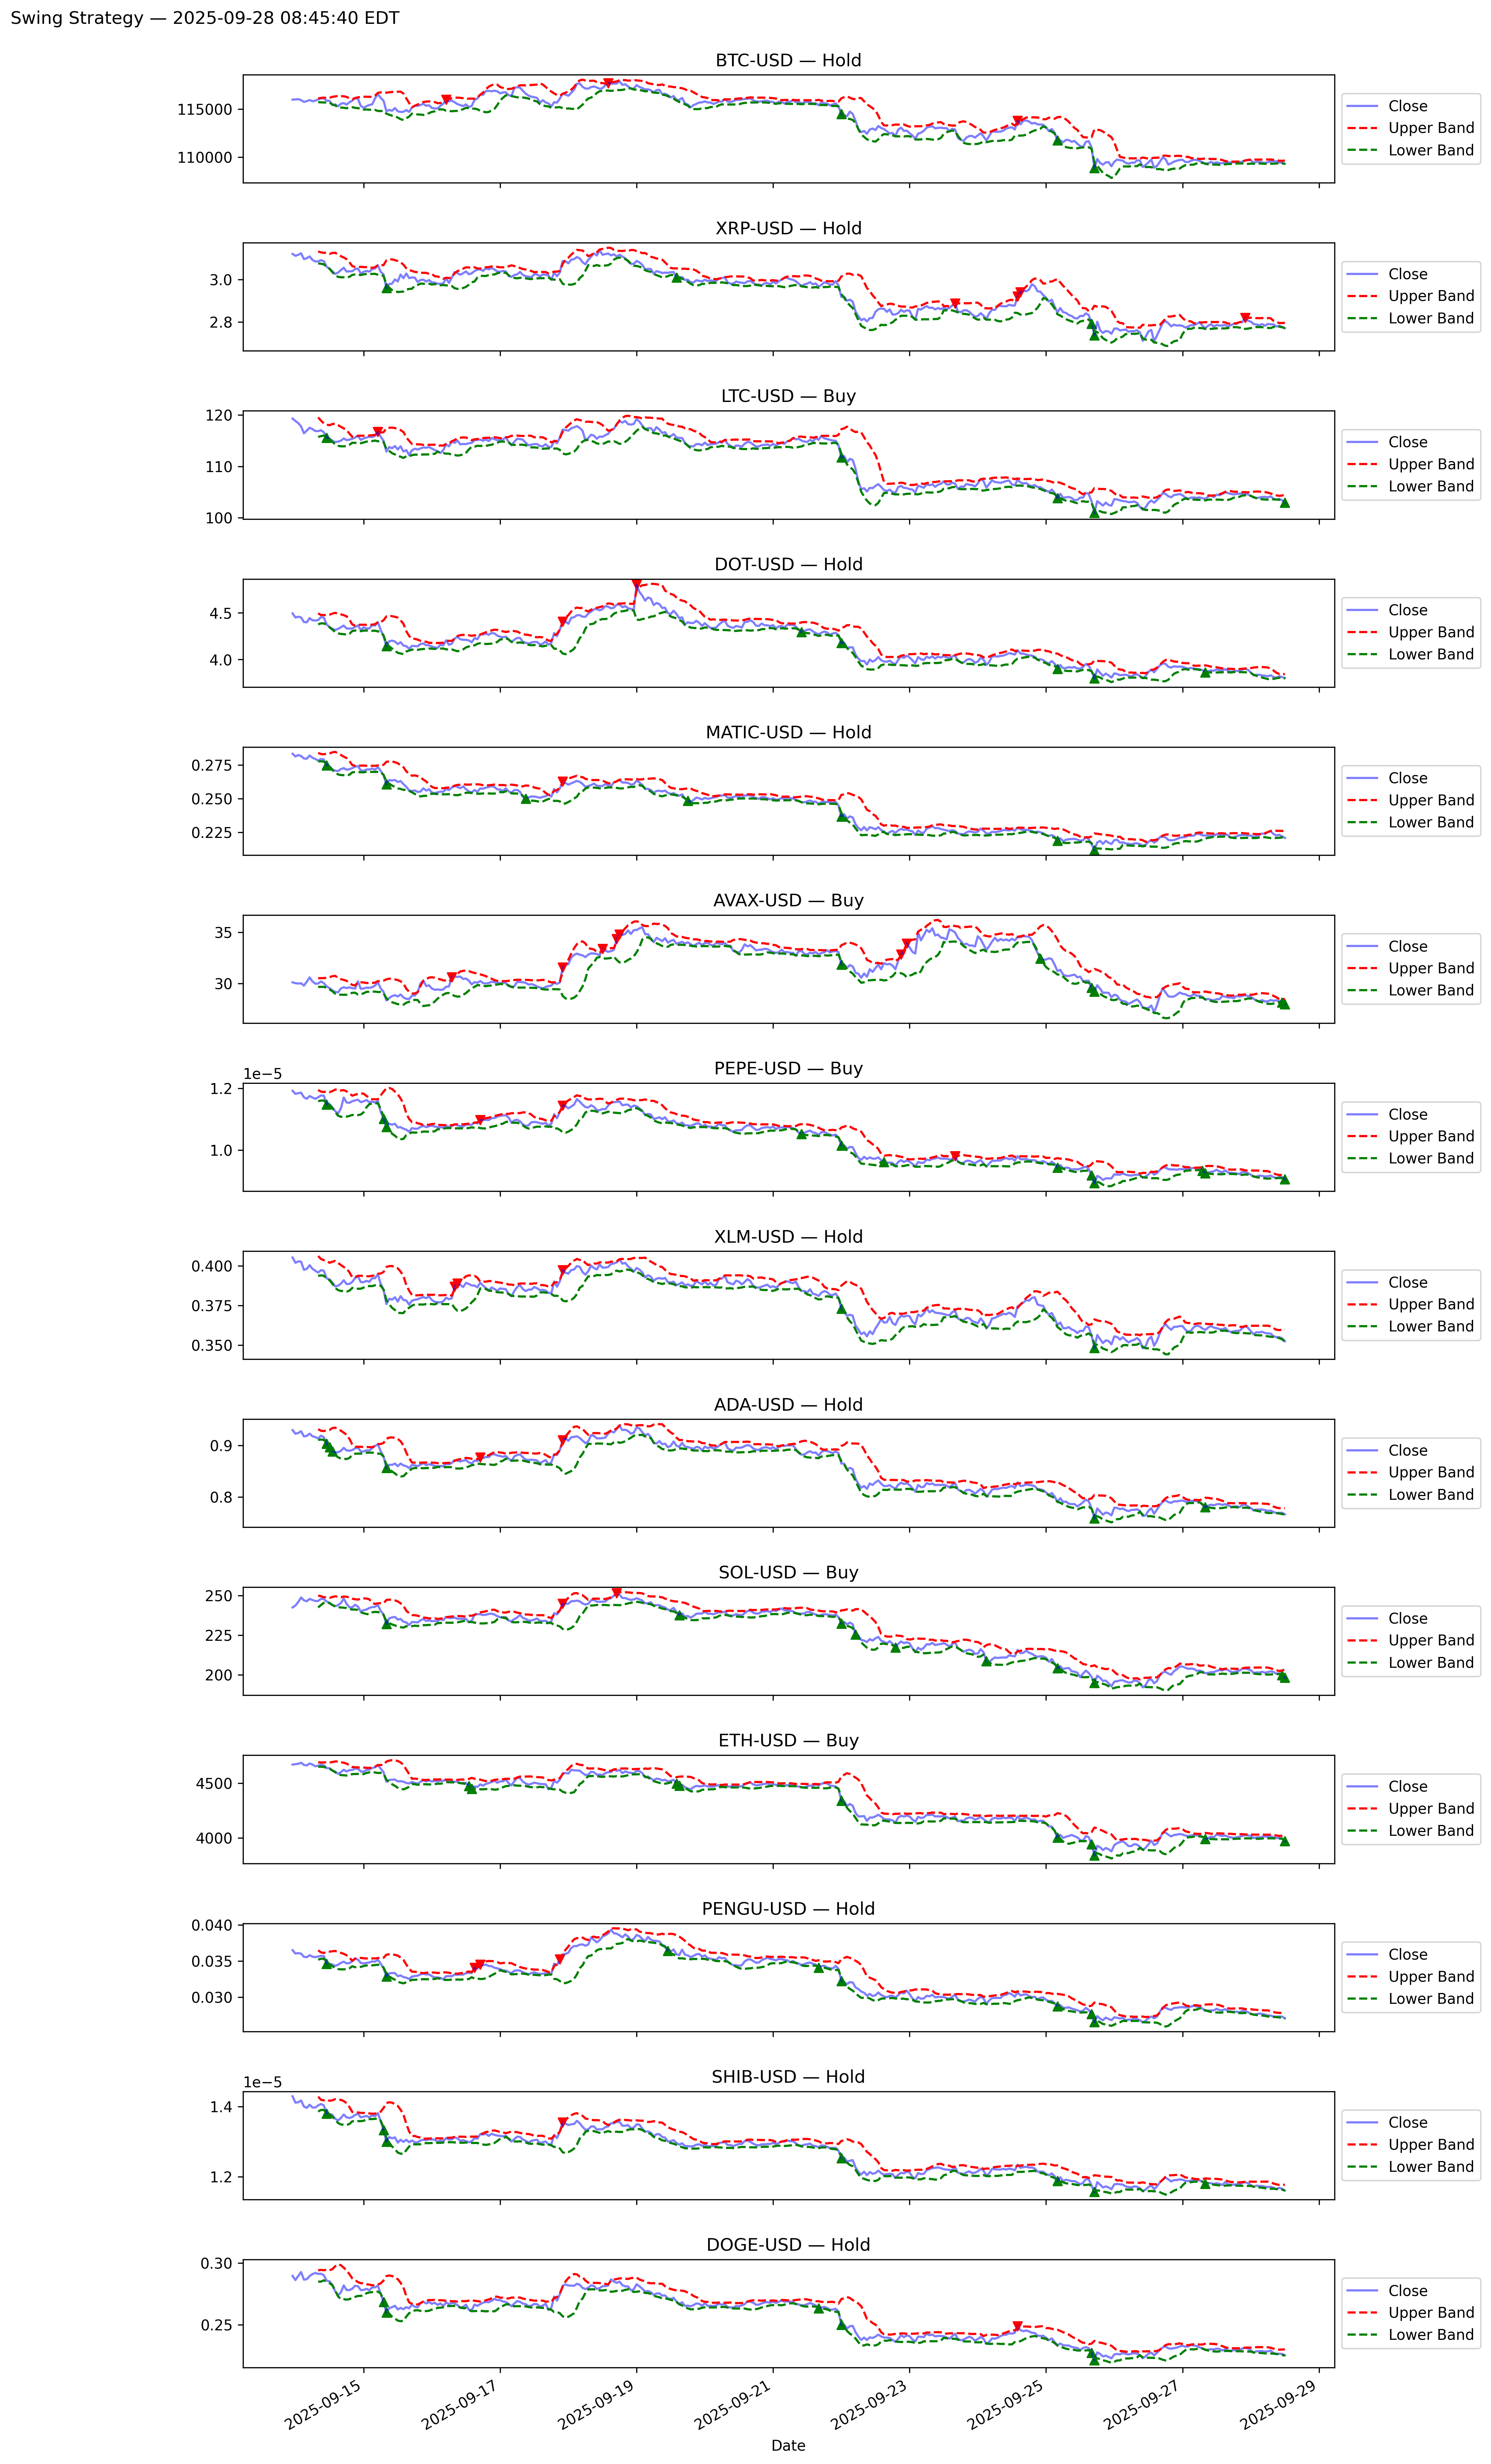 Swing Strategy — 2025-09-28 08:45:40 EDT
BTC-USD — Hold
115000
110000
Close
Upper Band
Lower Band
XRP-USD — Hold
3.0
2.8
Close
Upper Band
Lower Band
LTC-USD — Buy
120
110
100
Close
Upper Band
Lower Band
DOT-USD — Hold
4.5
4.0
Close
Upper Band
Lower Band
MATIC-USD — Hold
0.275
0.250
0.225
Close
Upper Band
Lower Band
AVAX-USD — Buy
35
30
Close
Upper Band
Lower Band
PEPE-USD — Buy
1e−5
1.2
1.0
Close
Upper Band
Lower Band
XLM-USD — Hold
0.400
0.375
0.350
Close
Upper Band
Lower Band
ADA-USD — Hold
0.9
0.8
Close
Upper Band
Lower Band
SOL-USD — Buy
250
225
200
Close
Upper Band
Lower Band
ETH-USD — Buy
4500
4000
Close
Upper Band
Lower Band
PENGU-USD — Hold
0.040
0.035
0.030
Close
Upper Band
Lower Band
SHIB-USD — Hold
1e−5
1.4
1.2
Close
Upper Band
Lower Band
DOGE-USD — Hold
0.30
0.25
Close
Upper Band
Lower Band
2025-09-15
2025-09-17
2025-09-19
2025-09-21
2025-09-23
2025-09-25
2025-09-27
2025-09-29
Date